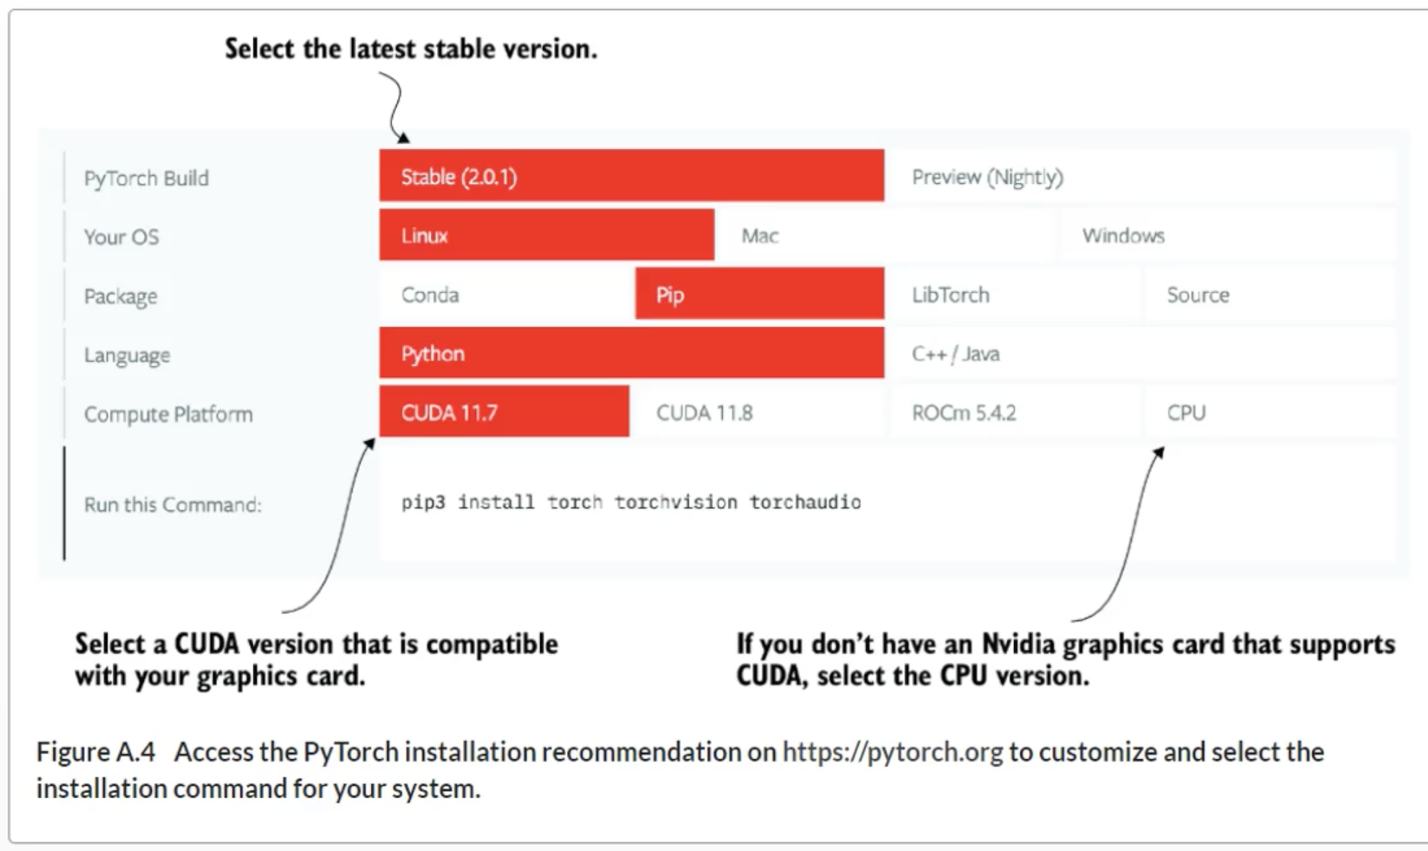 Select the latest stable version.
PyTorch Build Stable (2.0.1) Preview (Nightly)
Your OS Linux Mac Windows
Package Conda Pip LibTorch Source
Language Python C++ / Java
Compute Platform CUDA 11.7 CUDA 11.8 ROCm 5.4.2 CPU
Run this Command: pip3 install torch torchvision torchaudio
Select a CUDA version that is compatible
with your graphics card.
If you don’t have an Nvidia graphics card that supports
CUDA, select the CPU version.
Figure A.4 Access the PyTorch installation recommendation on https://pytorch.org to customize and select the
installation command for your system.